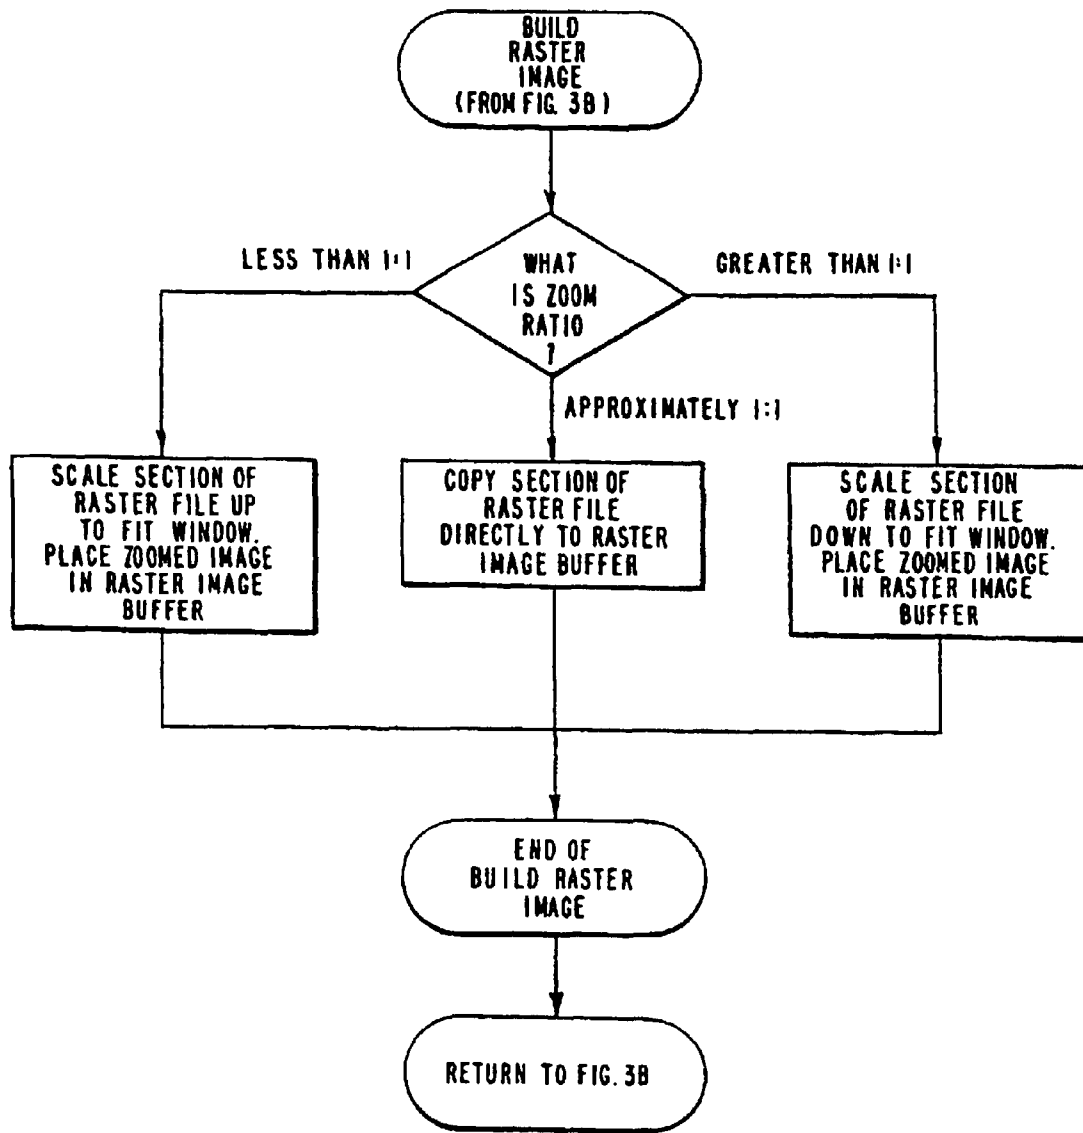 BUILD
RASTER
IMAGE
(FROM FIG. 3B)
LESS THAN 1:1
WHAT
IS ZOOM
RATIO
?
GREATER THAN 1:1
APPROXIMATELY 1:1
SCALE SECTION OF
RASTER FILE UP
TO FIT WINDOW.
PLACE ZOOMED IMAGE
IN RASTER IMAGE
BUFFER
COPY SECTION OF
RASTER FILE
DIRECTLY TO RASTER
IMAGE BUFFER
SCALE SECTION
OF RASTER FILE
DOWN TO FIT WINDOW.
PLACE ZOOMED IMAGE
IN RASTER IMAGE
BUFFER
END OF
BUILD RASTER
IMAGE
RETURN TO FIG. 3B